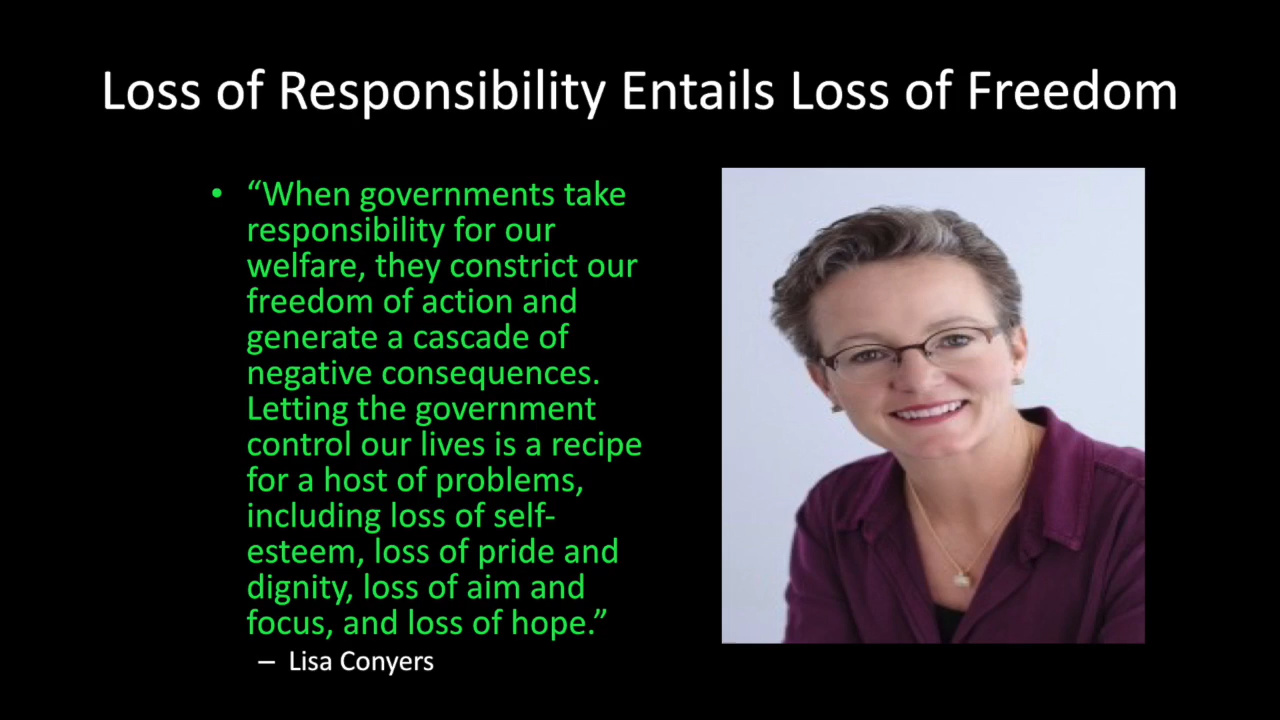 Loss of Responsibility Entails Loss of Freedom
• “When governments take
responsibility for our
welfare, they constrict our
freedom of action and
generate a cascade of
negative consequences.
Letting the government
control our lives is a recipe
for a host of problems,
including loss of self-
esteem, loss of pride and
dignity, loss of aim and
focus, and loss of hope.”
– Lisa Conyers